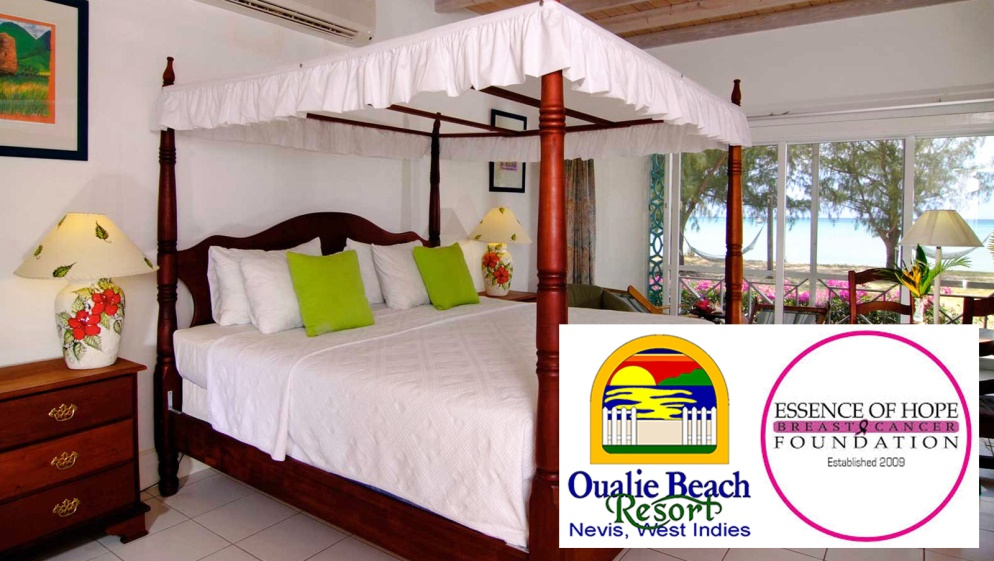 Oualie Beach
Resort
Nevis, West Indies
ESSENCE OF HOPE
BREAST CANCER
FOUNDATION
Established 2009